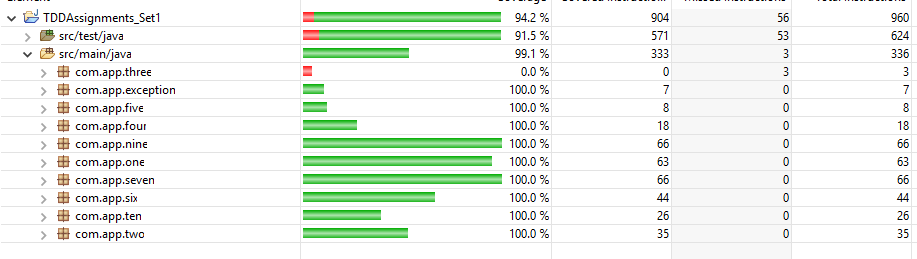 Element Coverage Covered Instructio... Missed Instructions Total Instructions
TDDAssignments_Set1 94.2 % 904 56 960
src/test/java 91.5 % 571 53 624
src/main/java 99.1 % 333 3 336
com.app.three 0.0 % 0 3 3
com.app.exception 100.0 % 7 0 7
com.app.five 100.0 % 8 0 8
com.app.four 100.0 % 18 0 18
com.app.nine 100.0 % 66 0 66
com.app.one 100.0 % 63 0 63
com.app.seven 100.0 % 66 0 66
com.app.six 100.0 % 44 0 44
com.app.ten 100.0 % 26 0 26
com.app.two 100.0 % 35 0 35